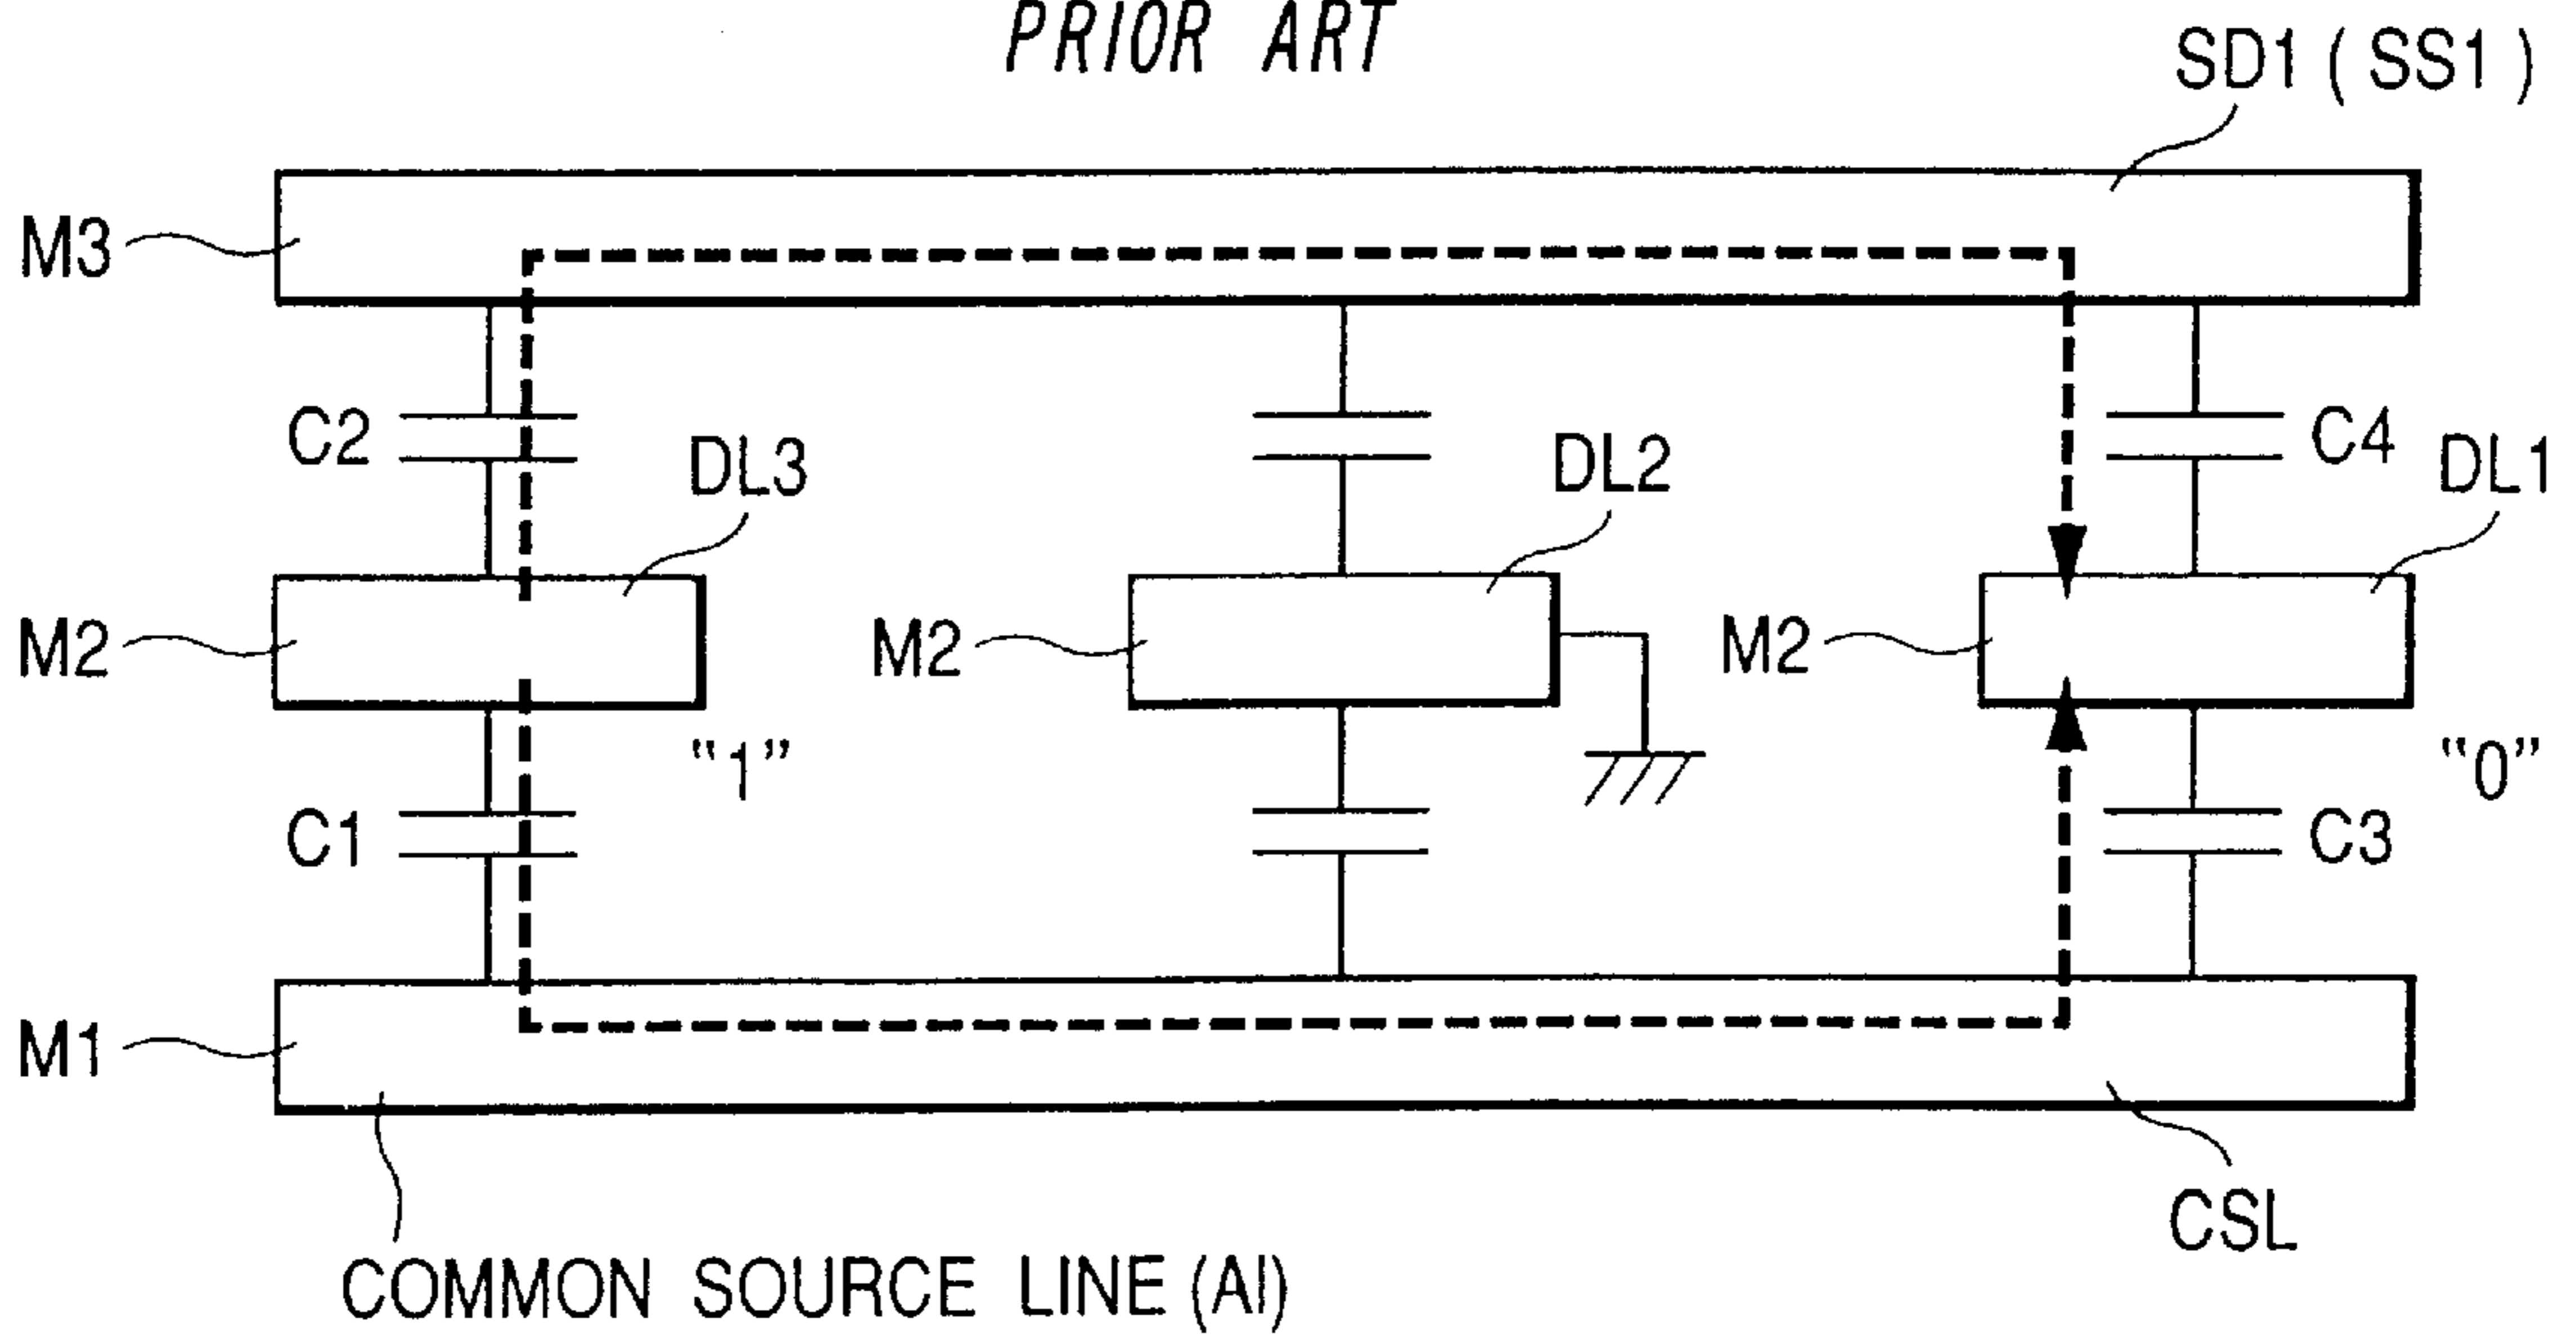 PRIOR ART
SD1 ( SS1 )
M3
C2
DL3
DL2
C4
DL1
M2
M2
M2
"1"
"0"
C1
C3
M1
CSL
COMMON SOURCE LINE (Al)